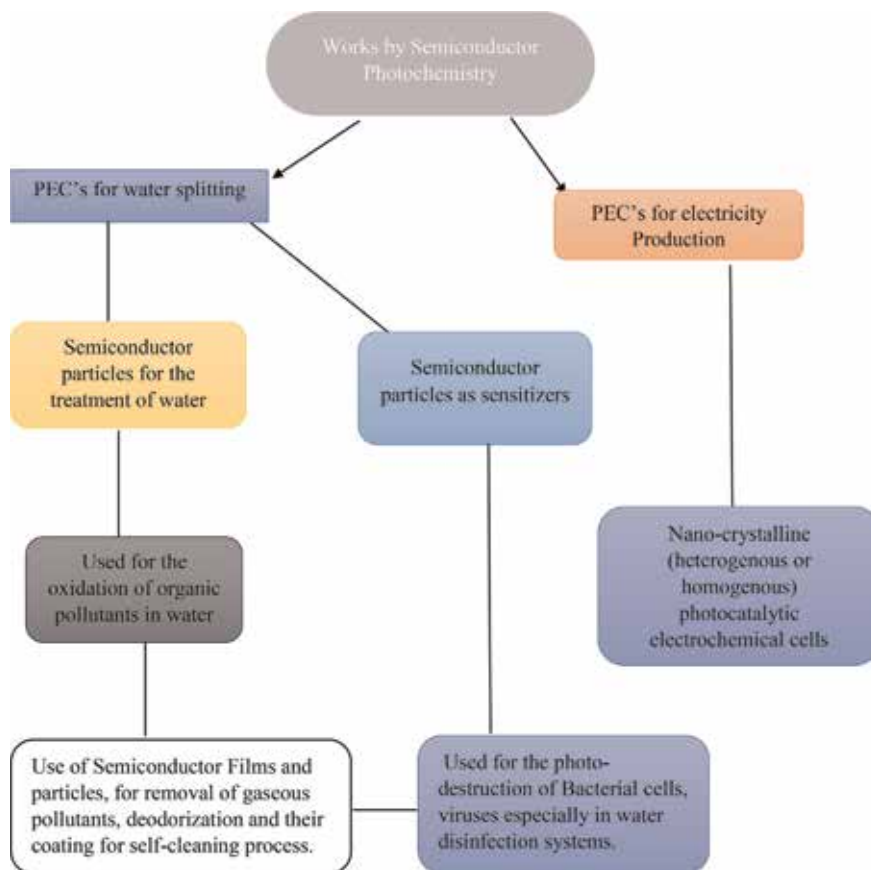 Works by Semiconductor
Photochemistry
PEC's for water splitting
PEC's for electricity
Production
Semiconductor
particles for the
treatment of water
Semiconductor
particles as sensitizers
Used for the
oxidation of organic
pollutants in water
Nano-crystalline
(heterogenous or
homogenous)
photocatalytic
electrochemical cells
Use of Semiconductor Films and
particles, for removal of gaseous
pollutants, deodorization and their
coating for self-cleaning process.
Used for the photo-
destruction of Bacterial cells,
viruses especially in water
disinfection systems.